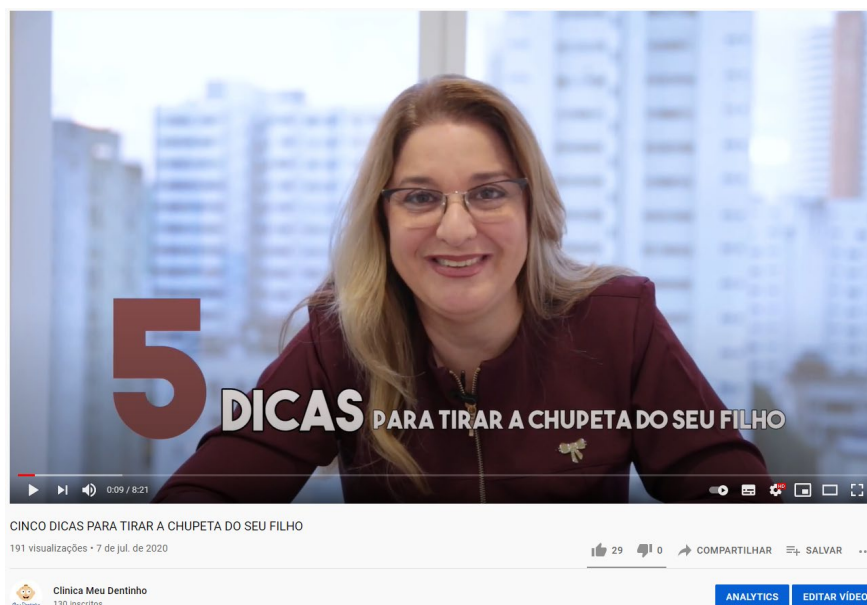 5 DICAS PARA TIRAR A CHUPETA DO SEU FILHO
0:09 / 8:21
HD
CINCO DICAS PARA TIRAR A CHUPETA DO SEU FILHO
191 visualizações • 7 de jul. de 2020
29 0 COMPARTILHAR SALVAR
Clinica Meu Dentinho
130 inscritos
ANALYTICS EDITAR VÍDEO